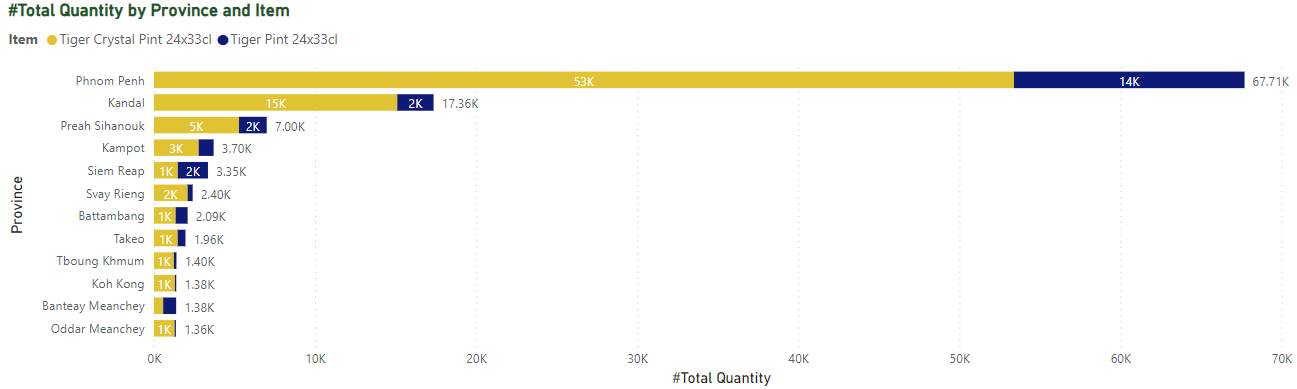 #Total Quantity by Province and Item
Item Tiger Crystal Pint 24x33cl Tiger Pint 24x33cl
Phnom Penh 53K 14K 67.71K
Kandal 15K 2K 17.36K
Preah Sihanouk 5K 2K 7.00K
Kampot 3K 3.70K
Siem Reap 1K 2K 3.35K
Svay Rieng 2K 2.40K
Battambang 1K 2.09K
Takeo 1K 1.96K
Tboung Khmum 1K 1.40K
Koh Kong 1K 1.38K
Banteay Meanchey 1.38K
Oddar Meanchey 1K 1.36K
Province
0K 10K 20K 30K 40K 50K 60K 70K
#Total Quantity